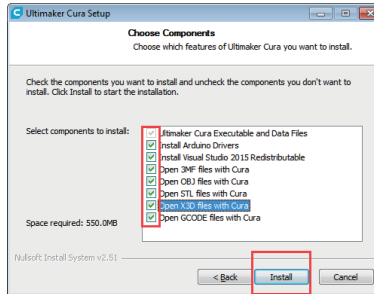 Ultimaker Cura Setup
Choose Components
Choose which features of Ultimaker Cura you want to install.
Check the components you want to install and uncheck the components you don't want to
install. Click Install to start the installation.
Select components to install:
Ultimaker Cura Executable and Data Files
Install Arduino Drivers
Install Visual Studio 2015 Redistributable
Open 3MF files with Cura
Open OBJ files with Cura
Open STL files with Cura
Open X3D files with Cura
Open GCODE files with Cura
Space required: 550.0MB
Nullsoft Install System v2.51
< Back
Install
Cancel